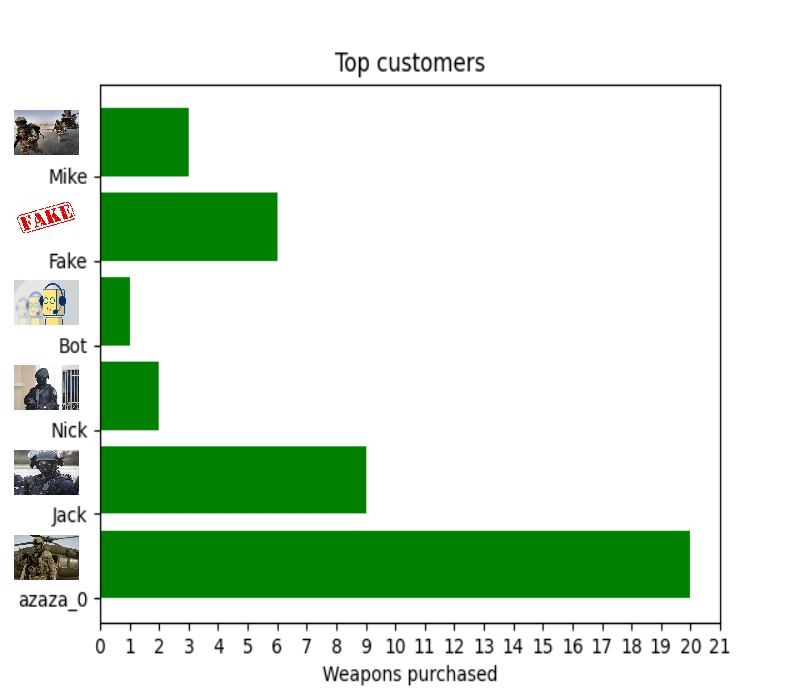 Top customers
Mike
FAKE
Fake
Bot
Nick
Jack
azaza_0
0 1 2 3 4 5 6 7 8 9 10 11 12 13 14 15 16 17 18 19 20 21
Weapons purchased